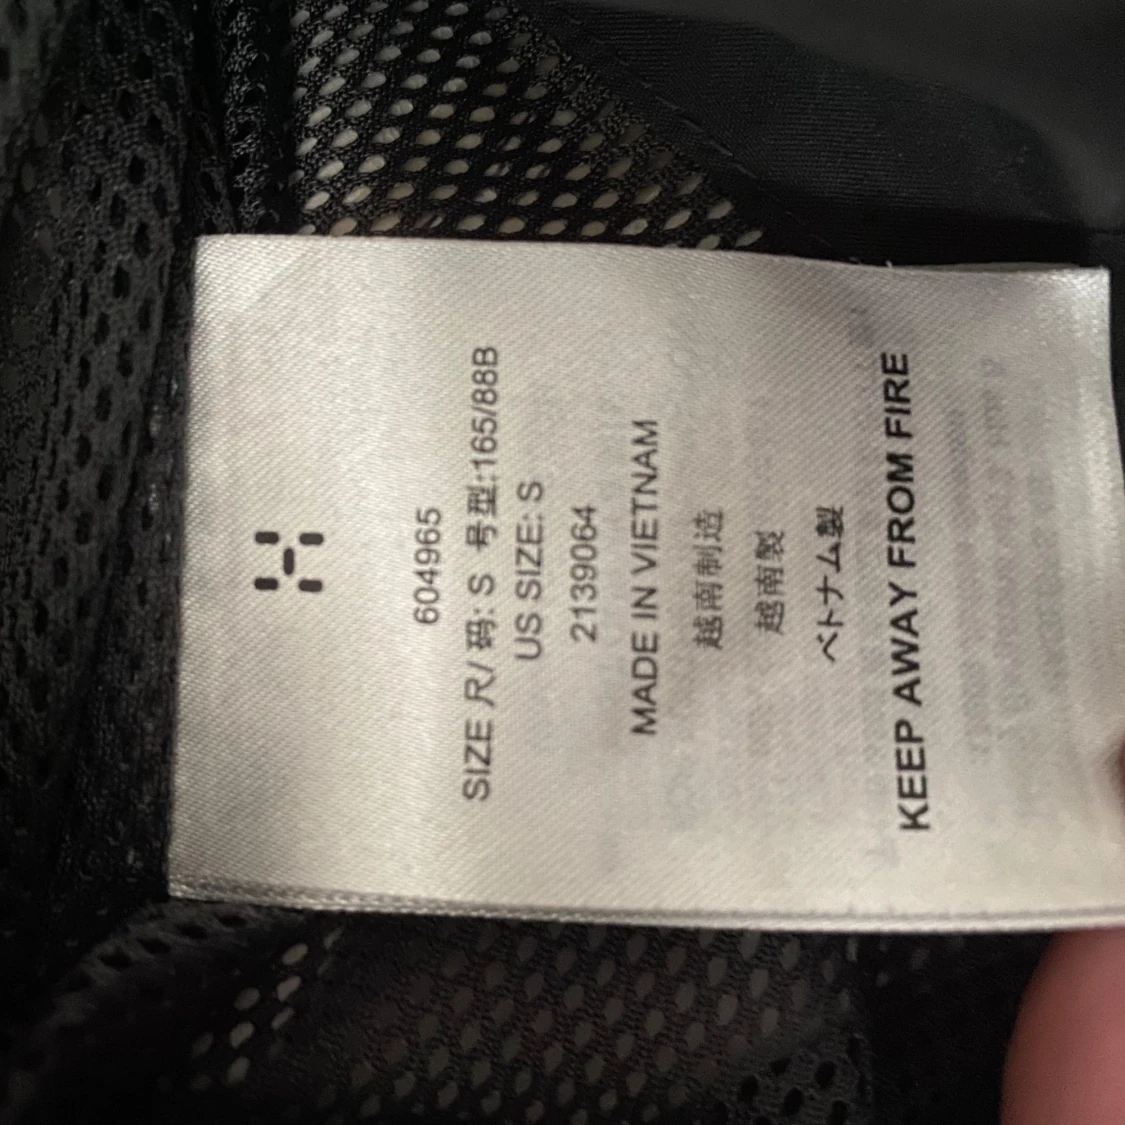 604965
SIZE 尺/ 码: S 号型:165/88B
US SIZE: S
2139064
MADE IN VIETNAM
越南制造
越南製
ベトナム製
KEEP AWAY FROM FIRE